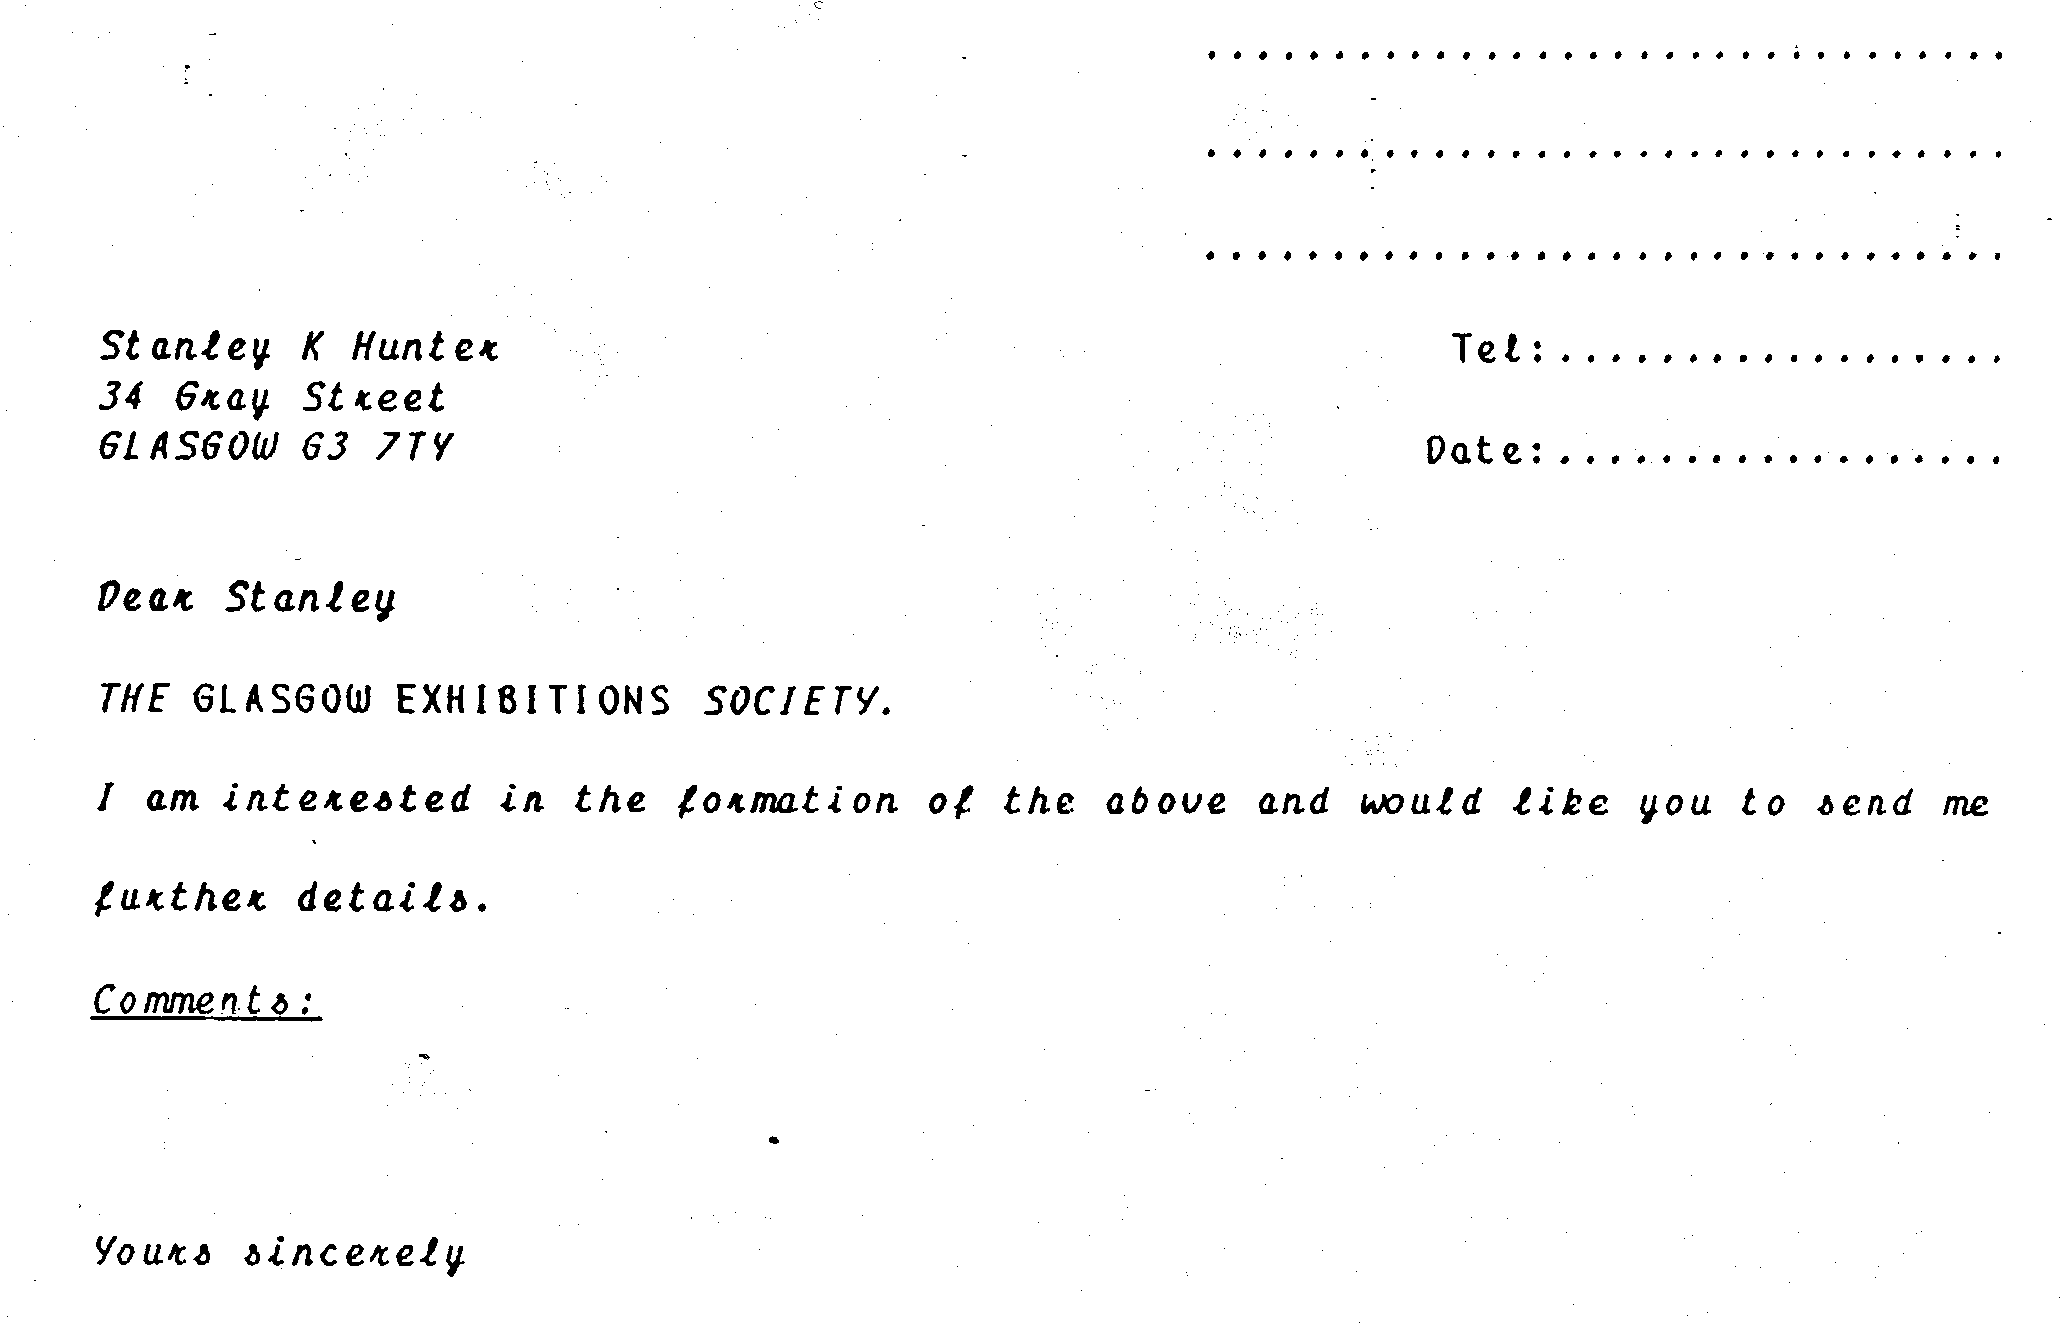 ................................
................................
................................
Stanley K Hunter
Tel:..................
34 Gray Street
GLASGOW G3 7TY
Date:..................
Dear Stanley
THE GLASGOW EXHIBITIONS SOCIETY.
I am interested in the formation of the above and would like you to send me
further details.
Comments:
Yours sincerely